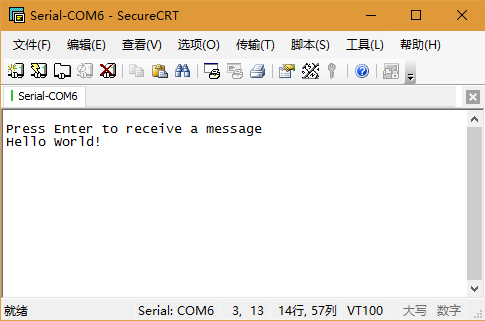 Serial-COM6 - SecureCRT
文件(F) 编辑(E) 查看(V) 选项(O) 传输(T) 脚本(S) 工具(L) 帮助(H)
Serial-COM6
Press Enter to receive a message
Hello World!
就绪 Serial: COM6 3, 13 14行, 57列 VT100 大写 数字